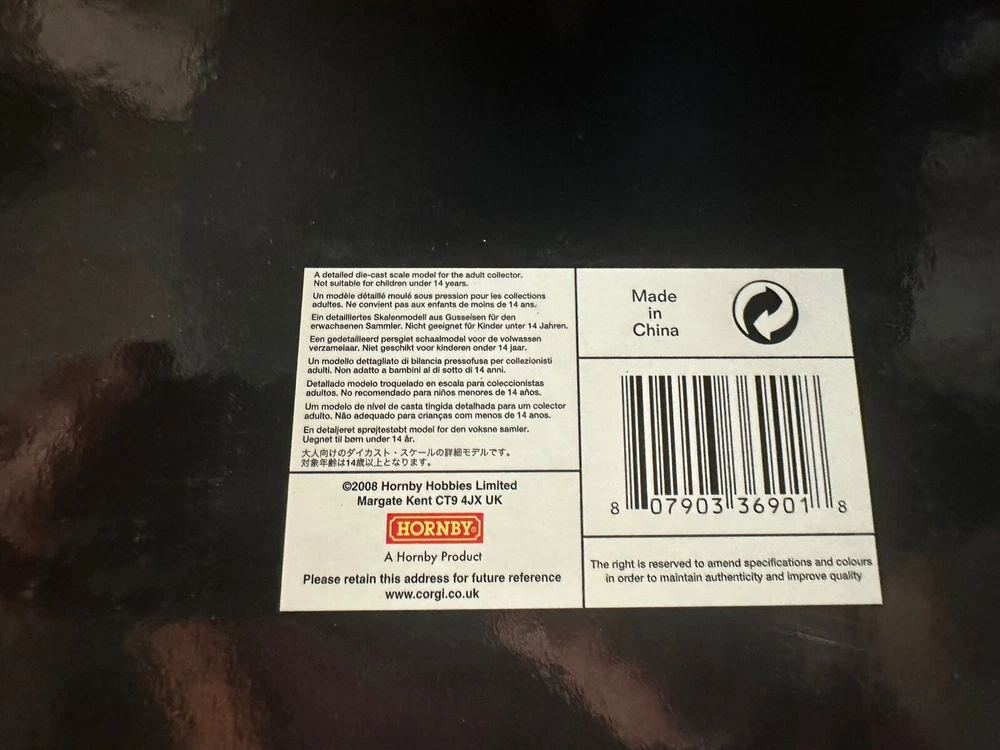 A detailed die-cast scale model for the adult collector.
Not suitable for children under 14 years.
Un modèle détaillé moulé sous pression pour les collections
adultes. Ne convient pas aux enfants de moins de 14 ans.
Ein detailliertes Skalenmodell aus Gusseisen für den
erwachsenen Sammler. Nicht geeignet für Kinder unter 14 Jahren.
Een gedetailleerd persgiet schaalmodel voor de volwassen
verzamelaar. Niet geschikt voor kinderen onder 14 jaar.
Un modello dettagliato di bilancia pressofusa per collezionisti
adulti. Non adatto a bambini al di sotto di 14 anni.
Detallado modelo troquelado en escala para coleccionistas
adultos. No recomendado para niños menores de 14 años.
Um modelo de nível de casta tingida detalhada para um colector
adulto. Não adequado para crianças com menos de 14 anos.
En detaljeret sprøjtestøbt model for den voksne samler.
Uegnet til børn under 14 år.
大人向けのダイカスト・スケールの詳細モデルです。
対象年齢は14歳以上となります。
©2008 Hornby Hobbies Limited
Margate Kent CT9 4JX UK
HORNBY®
A Hornby Product
Please retain this address for future reference
www.corgi.co.uk
Made
in
China
8 07903 36901 8
The right is reserved to amend specifications and colours
in order to maintain authenticity and improve quality